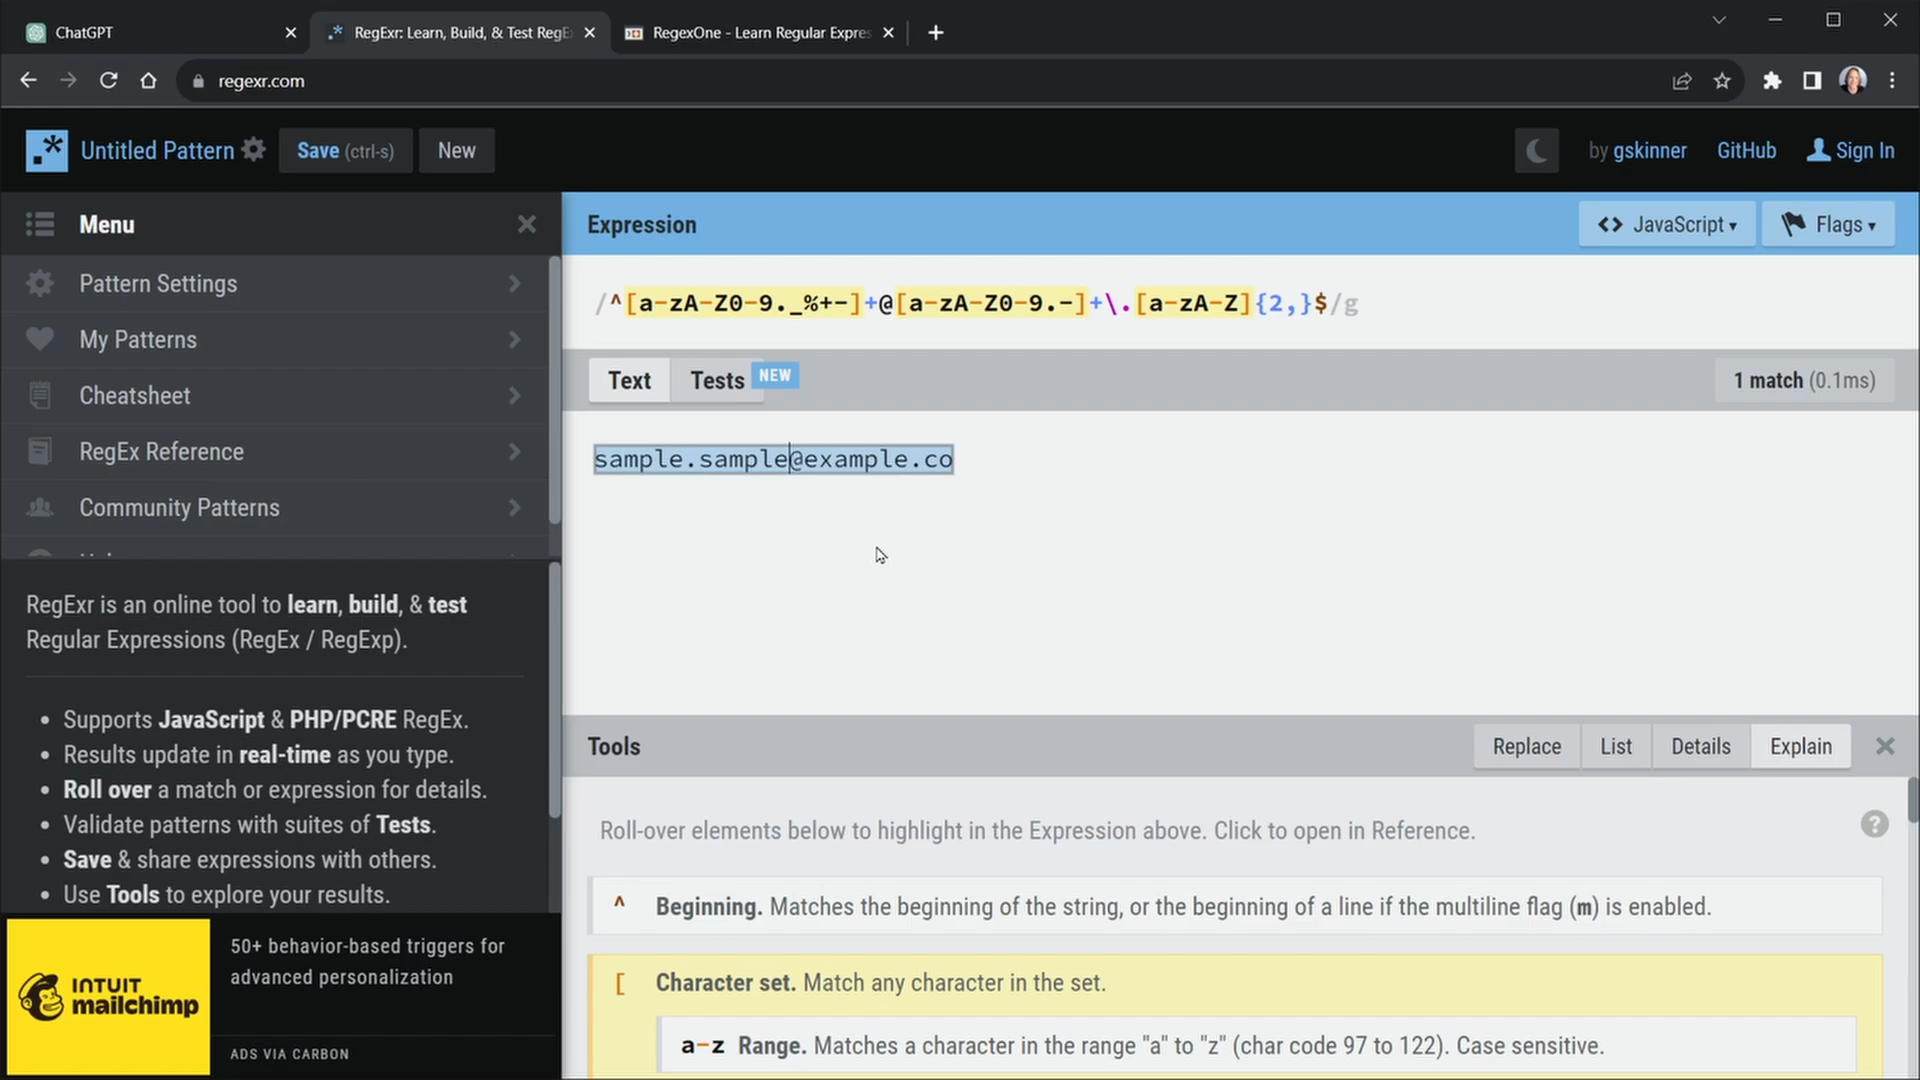 ChatGPT
RegExr: Learn, Build, & Test RegE
RegexOne - Learn Regular Expres
regexr.com
.*
Untitled Pattern
Save (ctrl-s)
New
by gskinner
GitHub
Sign In
Menu
Pattern Settings
My Patterns
Cheatsheet
RegEx Reference
Community Patterns
RegExr is an online tool to learn, build, & test
Regular Expressions (RegEx / RegExp).
• Supports JavaScript & PHP/PCRE RegEx.
• Results update in real-time as you type.
• Roll over a match or expression for details.
• Validate patterns with suites of Tests.
• Save & share expressions with others.
• Use Tools to explore your results.
INTUIT
mailchimp
50+ behavior-based triggers for
advanced personalization
ADS VIA CARBON
Expression
<> JavaScript ▾
Flags ▾
/^[a-zA-Z0-9._%+-]+@[a-zA-Z0-9.-]+\.[a-zA-Z]{2,}$/g
Text
Tests
NEW
1 match (0.1ms)
sample.sample@example.co
Tools
Replace
List
Details
Explain
Roll-over elements below to highlight in the Expression above. Click to open in Reference.
?
^ Beginning. Matches the beginning of the string, or the beginning of a line if the multiline flag (m) is enabled.
[ Character set. Match any character in the set.
a-z Range. Matches a character in the range "a" to "z" (char code 97 to 122). Case sensitive.